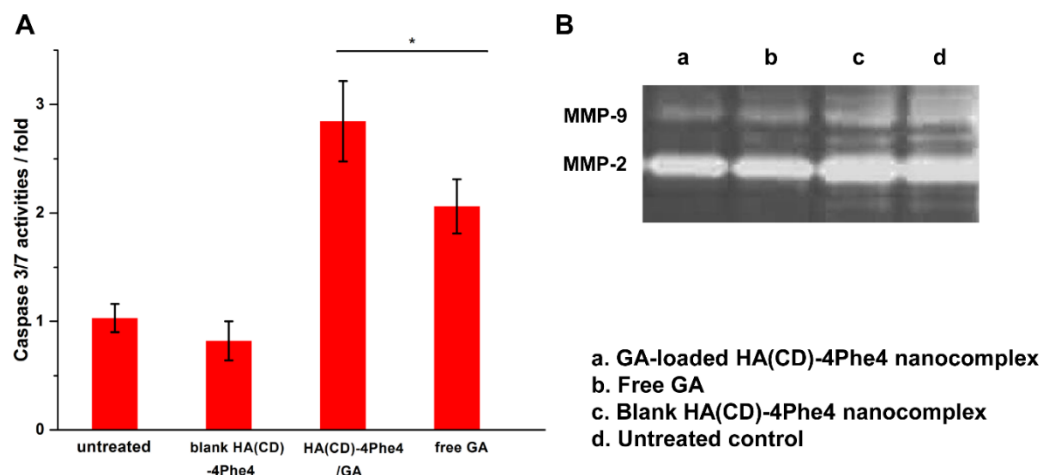 A
*
Caspase 3/7 activities / fold
3
2
1
0
untreated
blank HA(CD)
-4Phe4
HA(CD)-4Phe4
/GA
free GA
B
a b c d
MMP-9
MMP-2
a. GA-loaded HA(CD)-4Phe4 nanocomplex
b. Free GA
c. Blank HA(CD)-4Phe4 nanocomplex
d. Untreated control